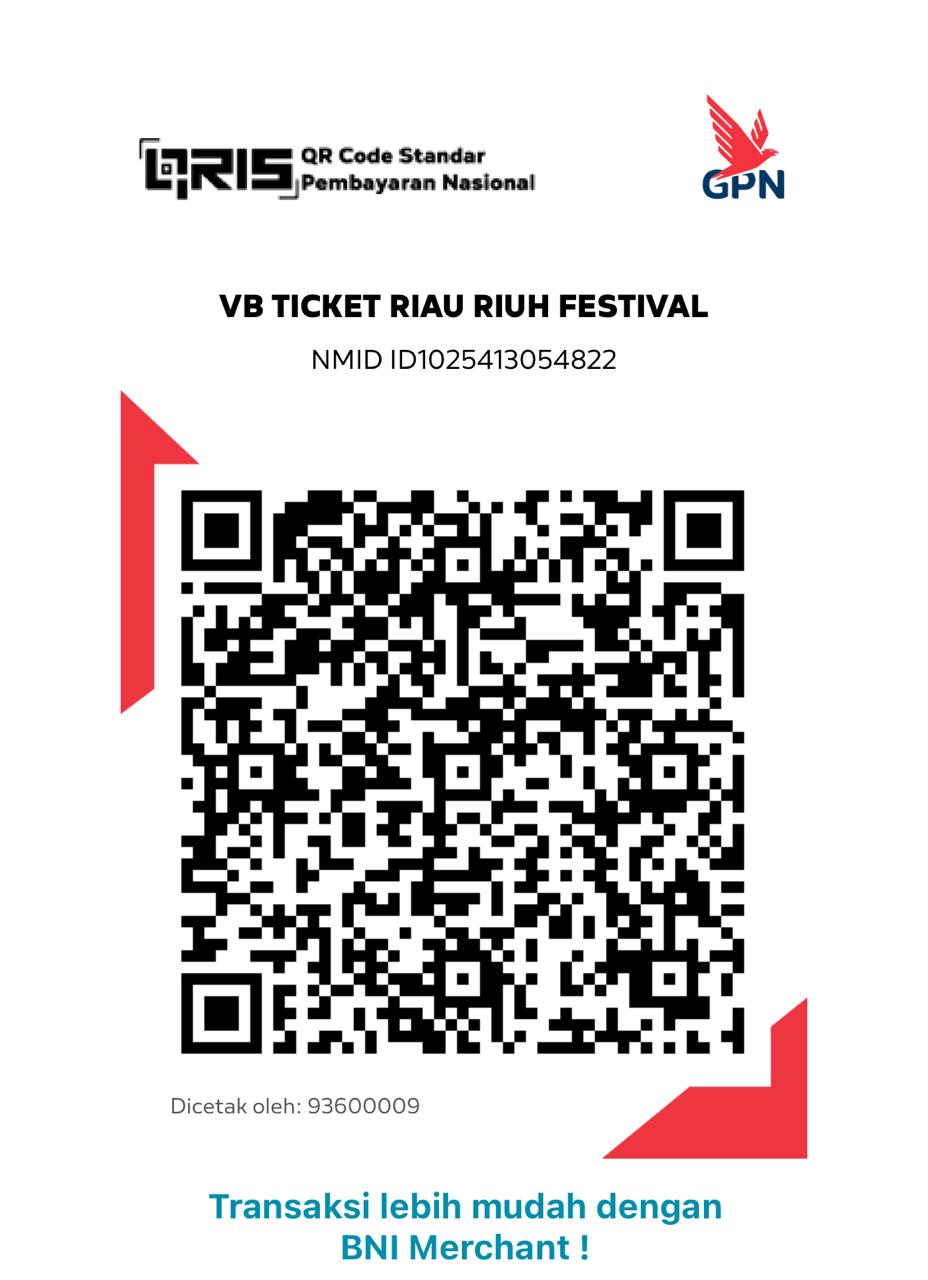 QRIS QR Code Standar
Pembayaran Nasional
GPN
VB TICKET RIAU RIUH FESTIVAL
NMID ID1025413054822
Dicetak oleh: 93600009
Transaksi lebih mudah dengan
BNI Merchant !